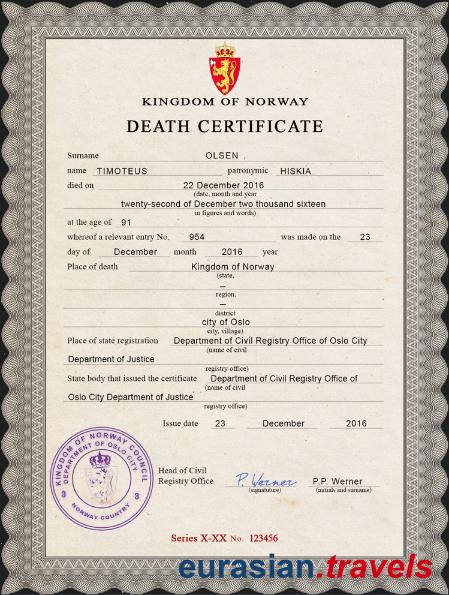 KINGDOM OF NORWAY
DEATH CERTIFICATE
Surname OLSEN
name TIMOTEUS patronymic HISKIA
died on 22 December 2016
(date, month and year
twenty-second of December two thousand sixteen
in figures and words)
at the age of 91
whereof a relevant entry No. 954 was made on the 23
day of December month 2016 year
Place of death Kingdom of Norway
(state,
–
region,
–
district
city of Oslo
city, village)
Place of state registration Department of Civil Registry Office of Oslo City
(name of civil
Department of Justice
registry office)
State body that issued the certificate Department of Civil Registry Office of
(name of civil
Oslo City Department of Justice
registry office)
Issue date 23 December 2016
KINGDOM OF NORWAY COUNCIL
DEPARTMENT OF OSLO CITY
3 3
NORWAY COUNTRY
Head of Civil
Registry Office P. Werner P.P. Werner
(initials and surname)
Series X-XX No. 123456
eurasian.travels